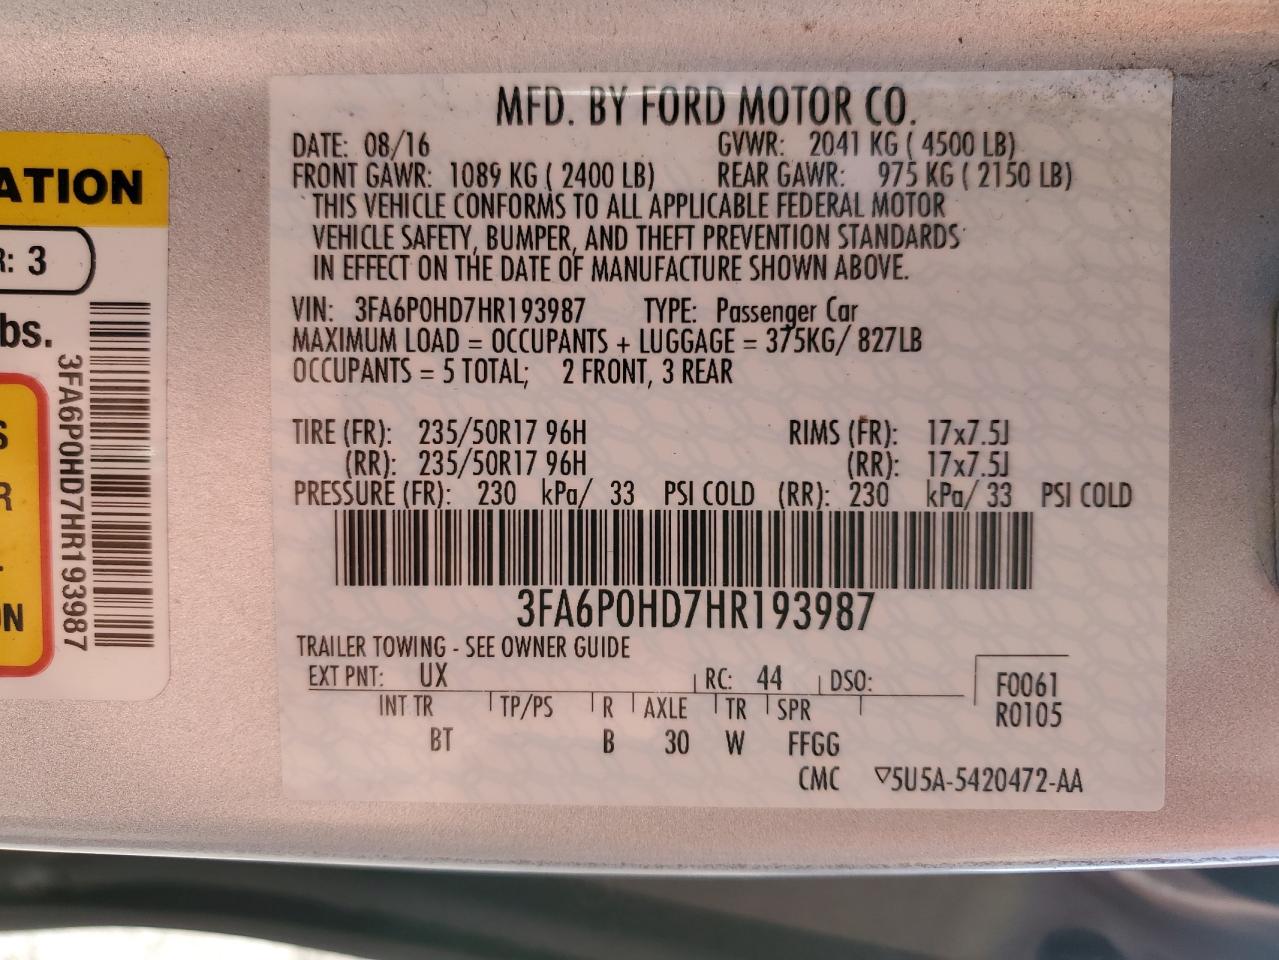 MFD. BY FORD MOTOR CO.
DATE: 08/16 GVWR: 2041 KG ( 4500 LB)
FRONT GAWR: 1089 KG ( 2400 LB) REAR GAWR: 975 KG ( 2150 LB)
THIS VEHICLE CONFORMS TO ALL APPLICABLE FEDERAL MOTOR
VEHICLE SAFETY, BUMPER, AND THEFT PREVENTION STANDARDS
IN EFFECT ON THE DATE OF MANUFACTURE SHOWN ABOVE.
VIN: 3FA6P0HD7HR193987 TYPE: Passenger Car
MAXIMUM LOAD = OCCUPANTS + LUGGAGE = 375KG/ 827LB
OCCUPANTS = 5 TOTAL; 2 FRONT, 3 REAR
TIRE (FR): 235/50R17 96H RIMS (FR): 17x7.5J
(RR): 235/50R17 96H (RR): 17x7.5J
PRESSURE (FR): 230 kPa/ 33 PSI COLD (RR): 230 kPa/ 33 PSI COLD
3FA6P0HD7HR193987
TRAILER TOWING - SEE OWNER GUIDE
EXT PNT: UX RC: 44 DSO:
F0061
INT TR TP/PS R AXLE TR SPR
R0105
BT B 30 W FFGG
CMC ▽5U5A-5420472-AA
ATION
R: 3
bs.
3FA6P0HD7HR193987
S
R
ON